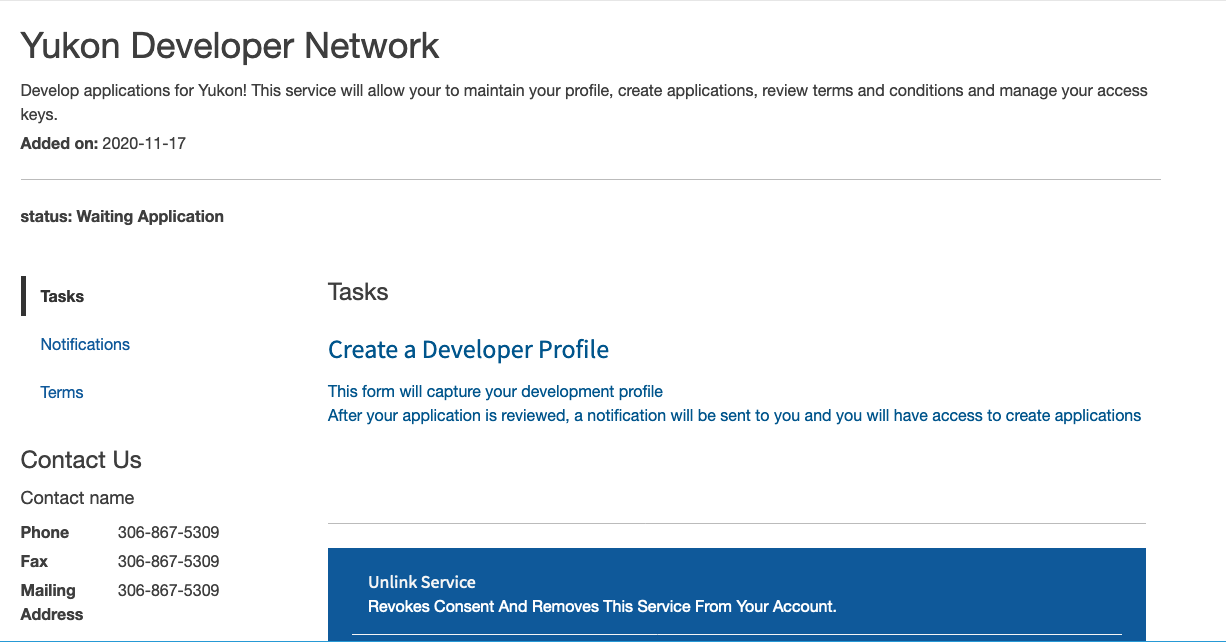 Yukon Developer Network
Develop applications for Yukon! This service will allow your to maintain your profile, create applications, review terms and conditions and manage your access
keys.
Added on: 2020-11-17
status: Waiting Application
Tasks
Notifications
Terms
Contact Us
Contact name
Phone 306-867-5309
Fax 306-867-5309
Mailing 306-867-5309
Address
Tasks
Create a Developer Profile
This form will capture your development profile
After your application is reviewed, a notification will be sent to you and you will have access to create applications
Unlink Service
Revokes Consent And Removes This Service From Your Account.